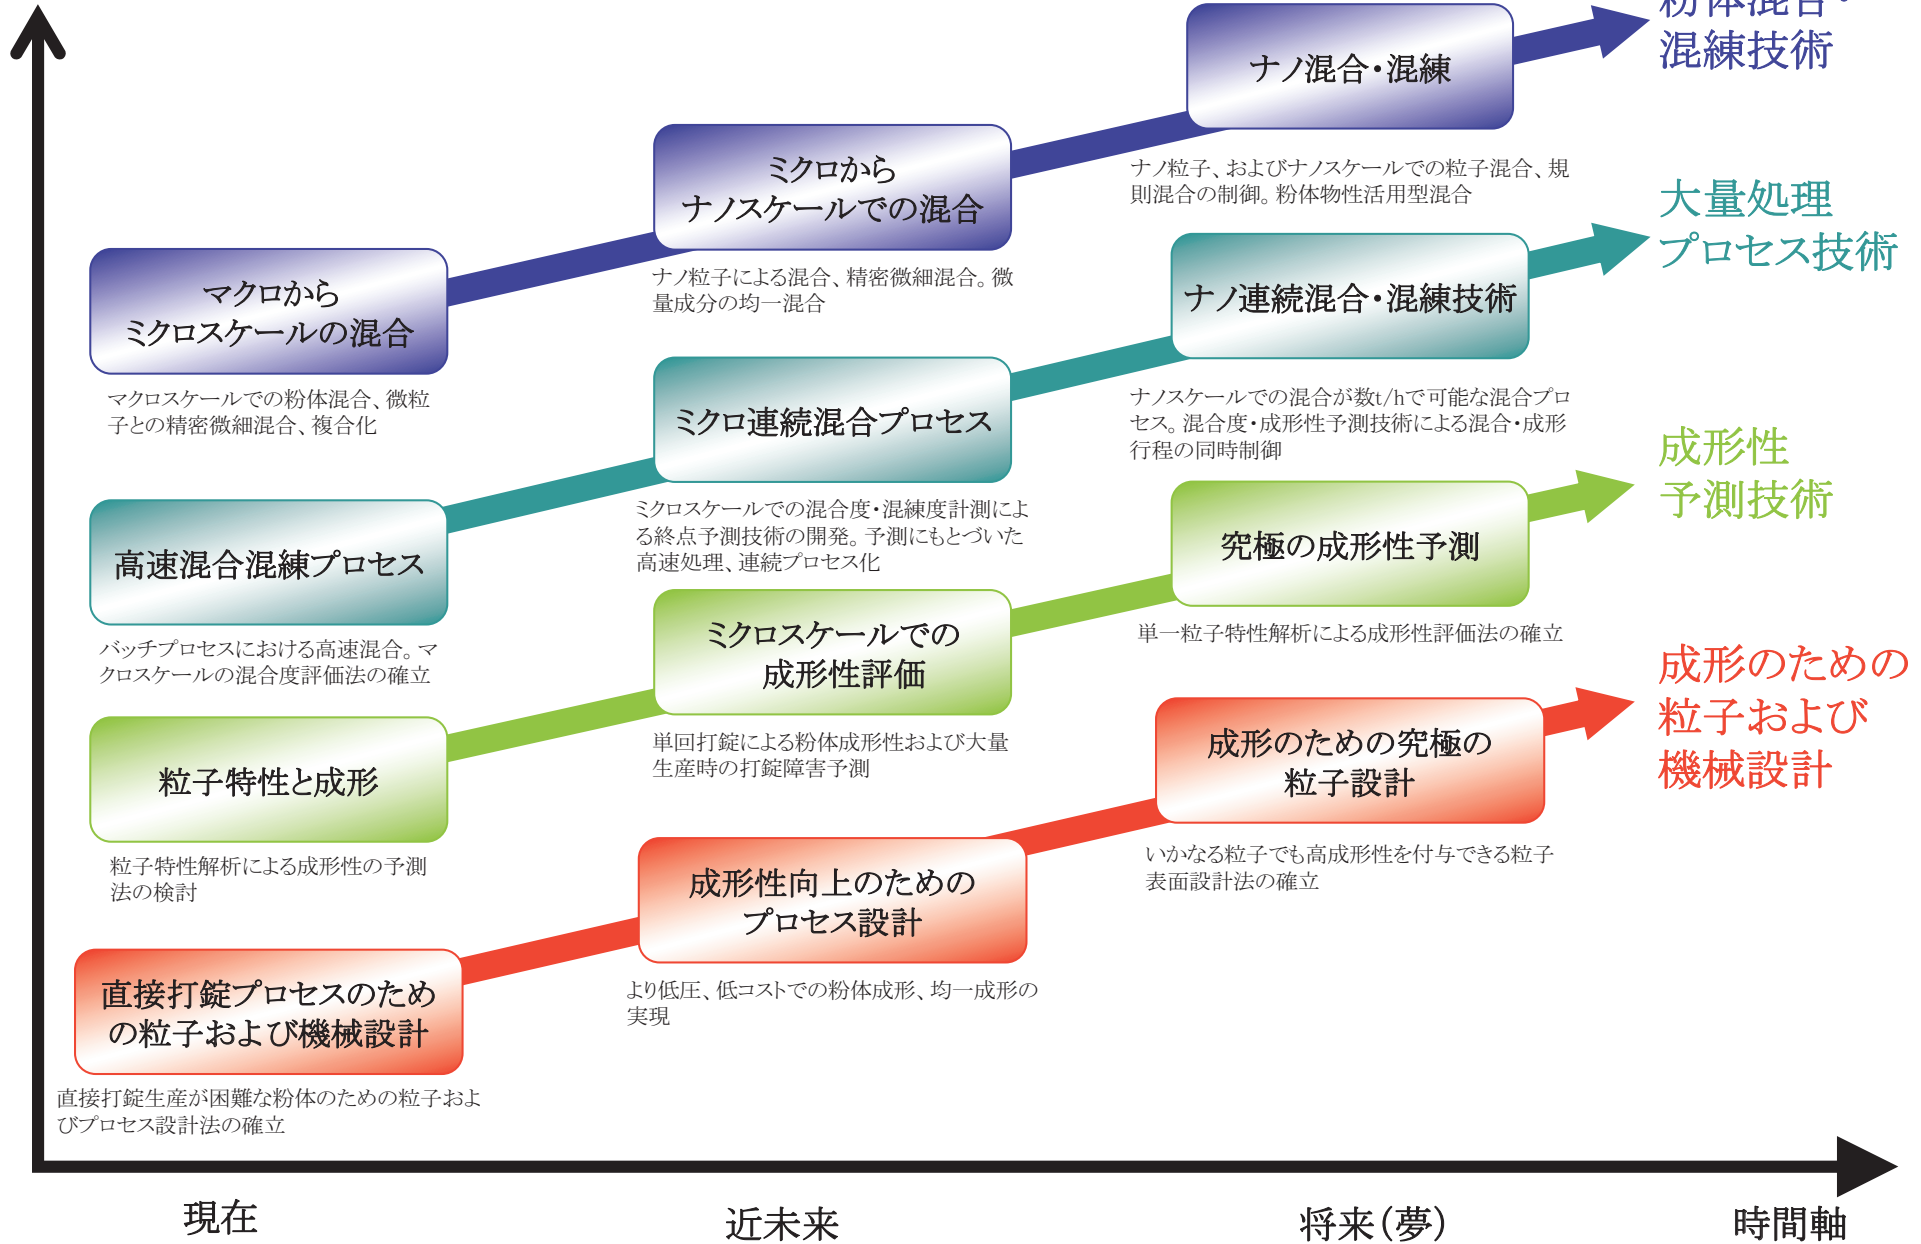 粉体混合・
混練技術
ナノ混合・混練
ナノ粒子、およびナノスケールでの粒子混合、規
則混合の制御。粉体物性活用型混合
ミクロから
ナノスケールでの混合
ナノ粒子による混合、精密微細混合。微
量成分の均一混合
マクロから
ミクロスケールの混合
マクロスケールでの粉体混合、微粒
子との精密微細混合、複合化
大量処理
プロセス技術
ナノ連続混合・混練技術
ナノスケールでの混合が数t/hで可能な混合プロ
セス。混合度・成形性予測技術による混合・成形
行程の同時制御
ミクロ連続混合プロセス
ミクロスケールでの混合度・混練度計測によ
る終点予測技術の開発。予測にもとづいた
高速処理、連続プロセス化
高速混合混練プロセス
バッチプロセスにおける高速混合。マ
クロスケールの混合度評価法の確立
成形性
予測技術
究極の成形性予測
単一粒子特性解析による成形性評価法の確立
ミクロスケールでの
成形性評価
単回打錠による粉体成形性および大量
生産時の打錠障害予測
粒子特性と成形
粒子特性解析による成形性の予測
法の検討
成形のための
粒子および
機械設計
成形のための究極の
粒子設計
いかなる粒子でも高成形性を付与できる粒子
表面設計法の確立
成形性向上のための
プロセス設計
より低圧、低コストでの粉体成形、均一成形の
実現
直接打錠プロセスのため
の粒子および機械設計
直接打錠生産が困難な粉体のための粒子およ
びプロセス設計法の確立
現在
近未来
将来（夢）
時間軸